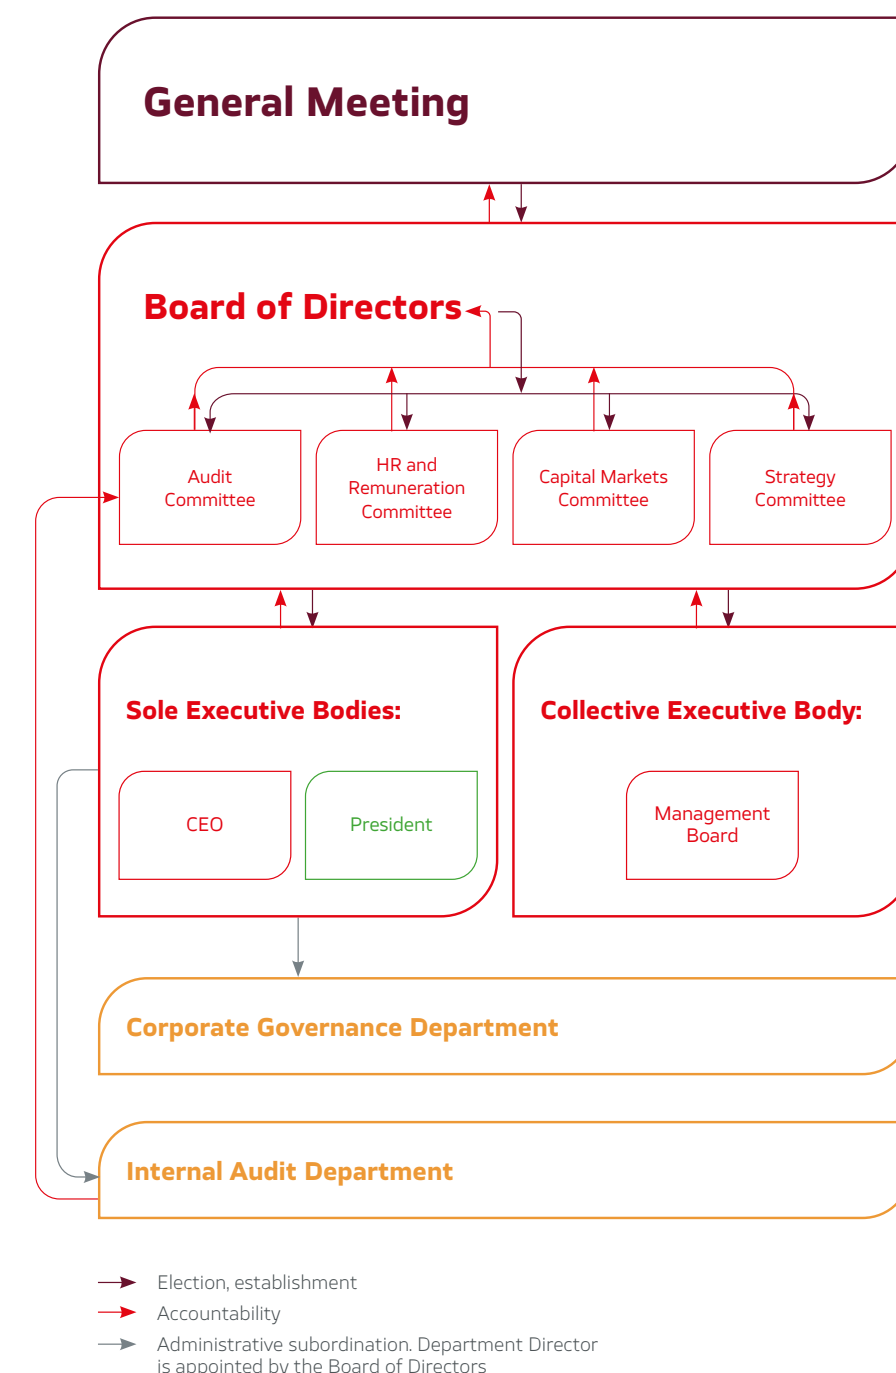 General Meeting
Board of Directors
Audit
Committee
HR and
Remuneration
Committee
Capital Markets
Committee
Strategy
Committee
Sole Executive Bodies:
CEO
President
Collective Executive Body:
Management
Board
Corporate Governance Department
Internal Audit Department
Election, establishment
Accountability
Administrative subordination. Department Director
is appointed by the Board of Directors